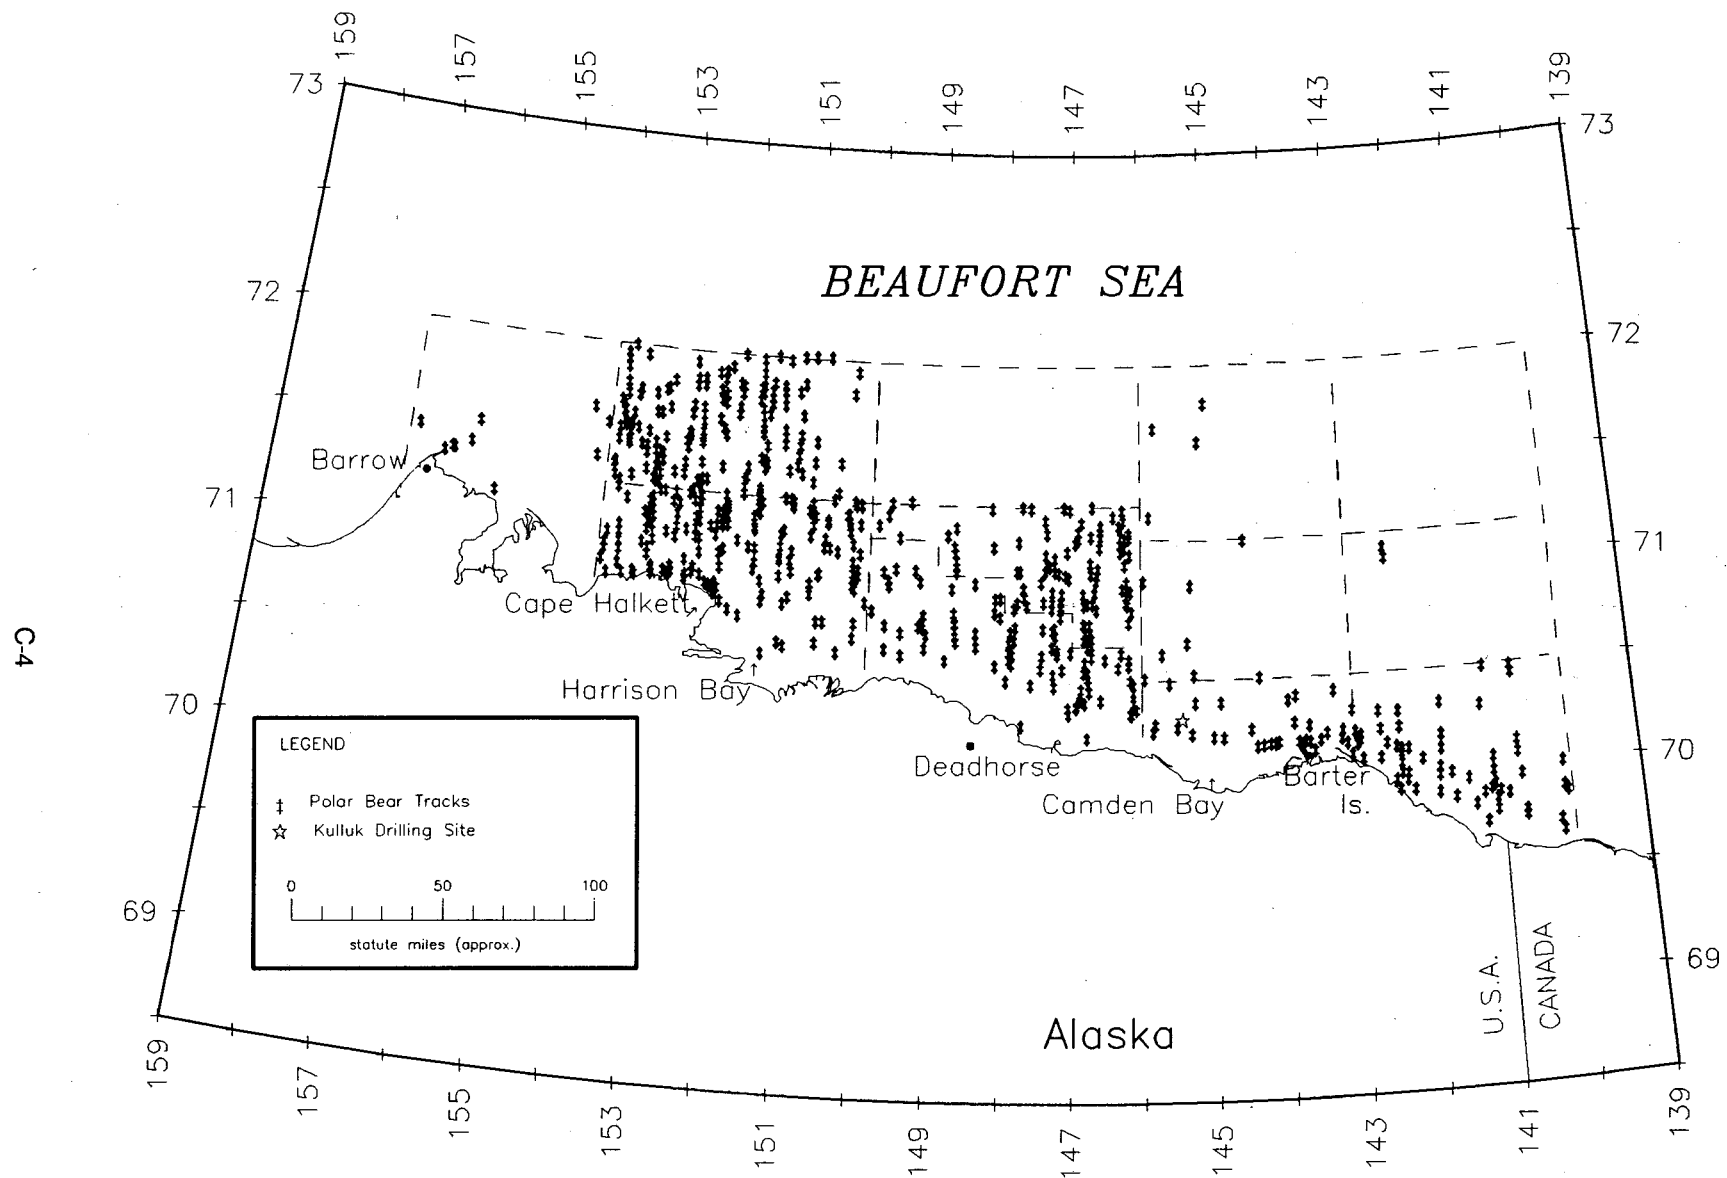 159
157
155
153
151
149
147
145
143
141
139
73
73
BEAUFORT SEA
72
72
Barrow
71
71
Cape Halkett
C-4
Harrison Bay
70
70
Deadhorse
Camden Bay
Barter
Is.
LEGEND
Polar Bear Tracks
Kulluk Drilling Site
0 50 100
statute miles (approx.)
69
69
U.S.A.
CANADA
Alaska
159
157
155
153
151
149
147
145
143
141
139